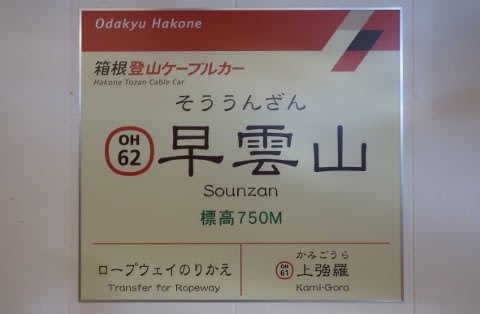 Odakyu Hakone
箱根登山ケーブルカー
Hakone Tozan Cable Car
そううんざん
OH
62
早雲山
Sounzan
標高750M
ロープウェイのりかえ
Transfer for Ropeway
かみごうら
OH
61
上強羅
Kami-Gora